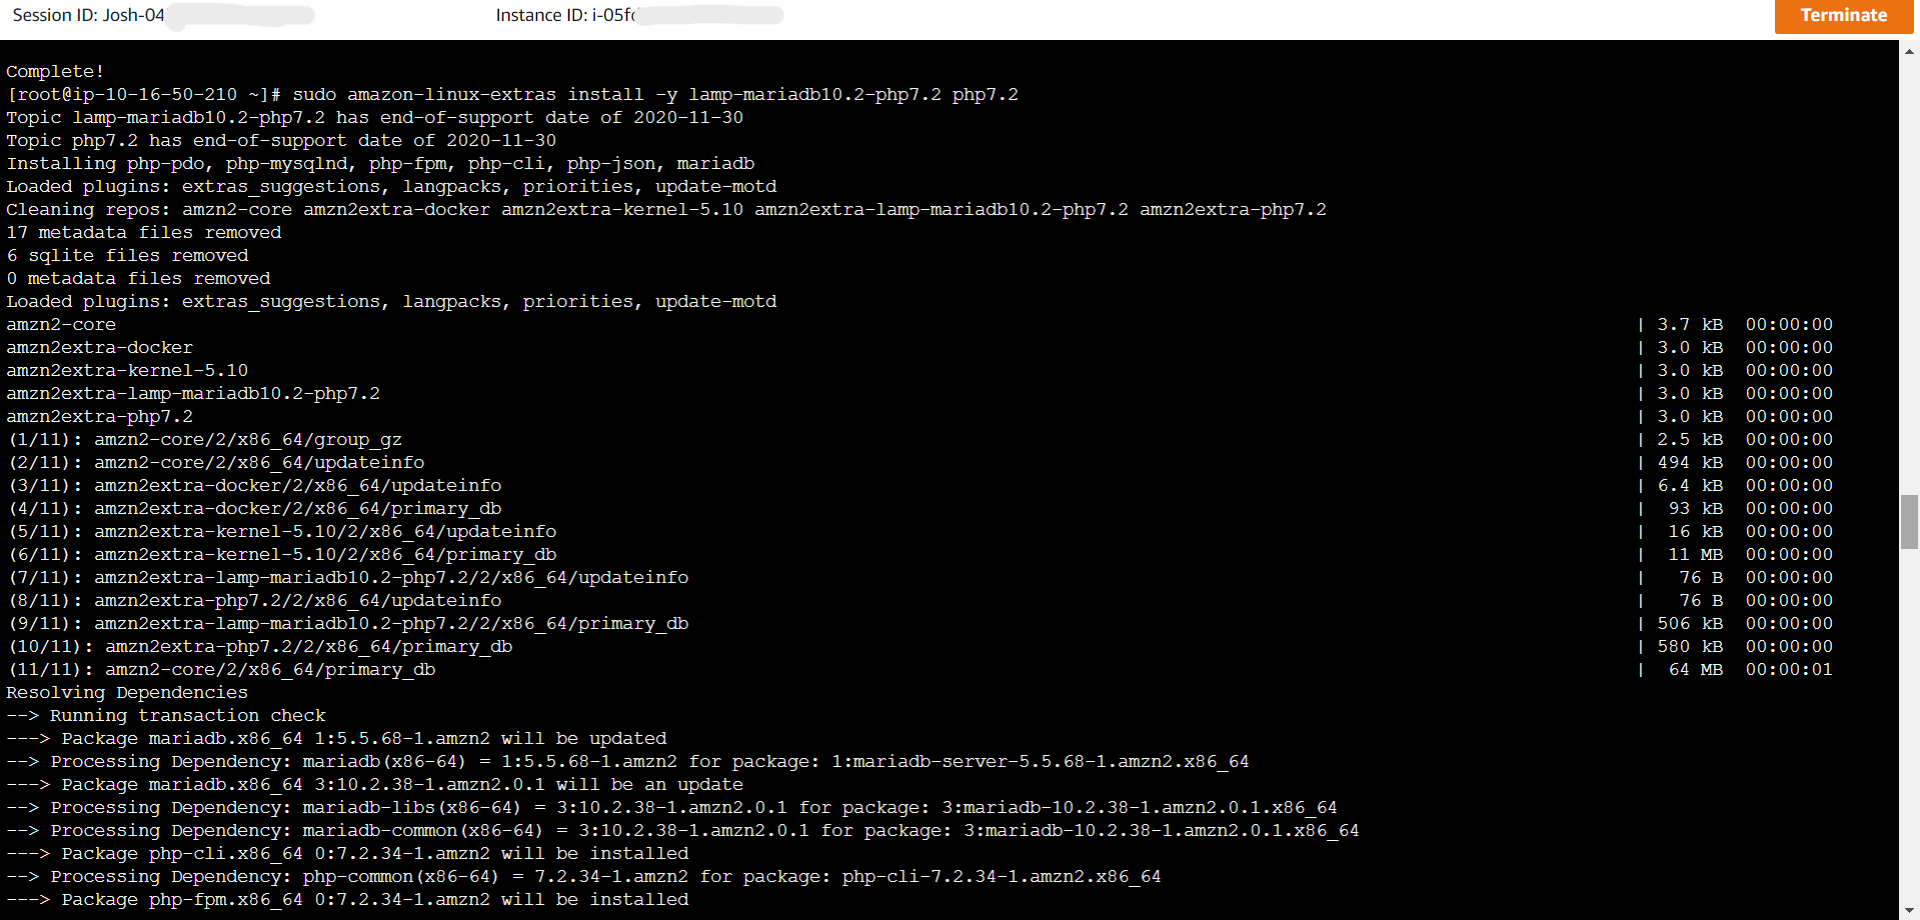 Session ID: Josh-04 Instance ID: i-05f Terminate
Complete!
[root@ip-10-16-50-210 ~]# sudo amazon-linux-extras install -y lamp-mariadb10.2-php7.2 php7.2
Topic lamp-mariadb10.2-php7.2 has end-of-support date of 2020-11-30
Topic php7.2 has end-of-support date of 2020-11-30
Installing php-pdo, php-mysqlnd, php-fpm, php-cli, php-json, mariadb
Loaded plugins: extras_suggestions, langpacks, priorities, update-motd
Cleaning repos: amzn2-core amzn2extra-docker amzn2extra-kernel-5.10 amzn2extra-lamp-mariadb10.2-php7.2 amzn2extra-php7.2
17 metadata files removed
6 sqlite files removed
0 metadata files removed
Loaded plugins: extras_suggestions, langpacks, priorities, update-motd
amzn2-core | 3.7 kB 00:00:00
amzn2extra-docker | 3.0 kB 00:00:00
amzn2extra-kernel-5.10 | 3.0 kB 00:00:00
amzn2extra-lamp-mariadb10.2-php7.2 | 3.0 kB 00:00:00
amzn2extra-php7.2 | 3.0 kB 00:00:00
(1/11): amzn2-core/2/x86_64/group_gz | 2.5 kB 00:00:00
(2/11): amzn2-core/2/x86_64/updateinfo | 494 kB 00:00:00
(3/11): amzn2extra-docker/2/x86_64/updateinfo | 6.4 kB 00:00:00
(4/11): amzn2extra-docker/2/x86_64/primary_db | 93 kB 00:00:00
(5/11): amzn2extra-kernel-5.10/2/x86_64/updateinfo | 16 kB 00:00:00
(6/11): amzn2extra-kernel-5.10/2/x86_64/primary_db | 11 MB 00:00:00
(7/11): amzn2extra-lamp-mariadb10.2-php7.2/2/x86_64/updateinfo | 76 B 00:00:00
(8/11): amzn2extra-php7.2/2/x86_64/updateinfo | 76 B 00:00:00
(9/11): amzn2extra-lamp-mariadb10.2-php7.2/2/x86_64/primary_db | 506 kB 00:00:00
(10/11): amzn2extra-php7.2/2/x86_64/primary_db | 580 kB 00:00:00
(11/11): amzn2-core/2/x86_64/primary_db | 64 MB 00:00:01
Resolving Dependencies
--> Running transaction check
---> Package mariadb.x86_64 1:5.5.68-1.amzn2 will be updated
--> Processing Dependency: mariadb(x86-64) = 1:5.5.68-1.amzn2 for package: 1:mariadb-server-5.5.68-1.amzn2.x86_64
---> Package mariadb.x86_64 3:10.2.38-1.amzn2.0.1 will be an update
--> Processing Dependency: mariadb-libs(x86-64) = 3:10.2.38-1.amzn2.0.1 for package: 3:mariadb-10.2.38-1.amzn2.0.1.x86_64
--> Processing Dependency: mariadb-common(x86-64) = 3:10.2.38-1.amzn2.0.1 for package: 3:mariadb-10.2.38-1.amzn2.0.1.x86_64
---> Package php-cli.x86_64 0:7.2.34-1.amzn2 will be installed
--> Processing Dependency: php-common(x86-64) = 7.2.34-1.amzn2 for package: php-cli-7.2.34-1.amzn2.x86_64
---> Package php-fpm.x86_64 0:7.2.34-1.amzn2 will be installed